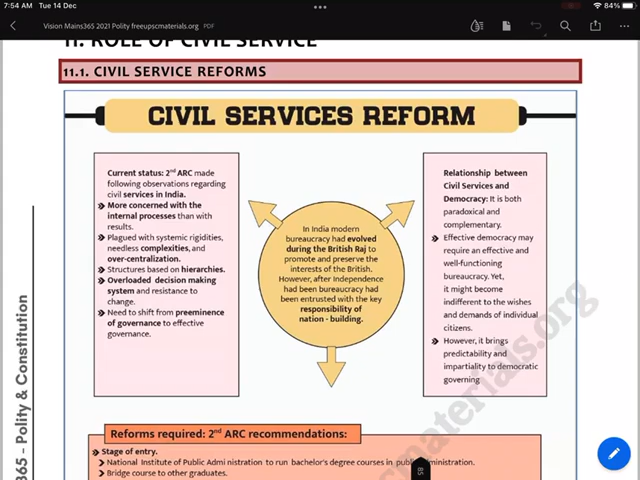 7:54 AM Tue 14 Dec
84%
Vision Mains365 2021 Polity freeupscmaterials.org PDF
11. ROLE OF CIVIL SERVICE
11.1. CIVIL SERVICE REFORMS
CIVIL SERVICES REFORM
Current status: 2nd ARC made
following observations regarding
civil services in India.
More concerned with the
internal processes than with
results.
Plagued with systemic rigidities,
needless complexities, and
over-centralization.
Structures based on hierarchies.
Overloaded decision making
system and resistance to
change.
Need to shift from preeminence
of governance to effective
governance.
In India modern
bureaucracy had evolved
during the British Raj to
promote and preserve the
interests of the British.
However, after Independence
had been bureaucracy had
been entrusted with the key
responsibility of
nation - building.
Relationship between
Civil Services and
Democracy: It is both
paradoxical and
complementary.
Effective democracy may
require an effective and
well-functioning
bureaucracy. Yet,
it might become
indifferent to the wishes
and demands of individual
citizens.
However, it brings
predictability and
impartiality to democratic
governing
Reforms required: 2nd ARC recommendations:
Stage of entry.
National Institute of Public Admi nistration to run bachelor's degree courses in public administration.
Bridge course to other graduates.
365 - Polity & Constitution
cmaterials.org
85